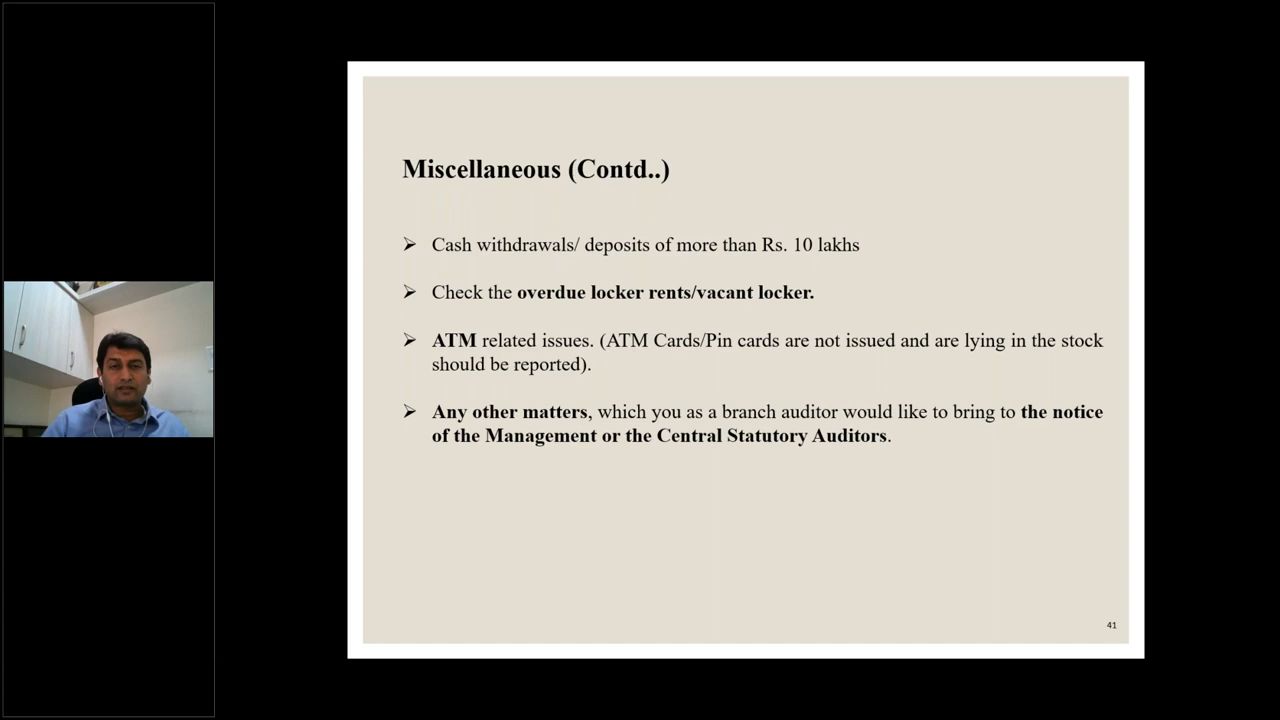 Miscellaneous (Contd..)
➢ Cash withdrawals/ deposits of more than Rs. 10 lakhs
➢ Check the overdue locker rents/vacant locker.
➢ ATM related issues. (ATM Cards/Pin cards are not issued and are lying in the stock
should be reported).
➢ Any other matters, which you as a branch auditor would like to bring to the notice
of the Management or the Central Statutory Auditors.
41